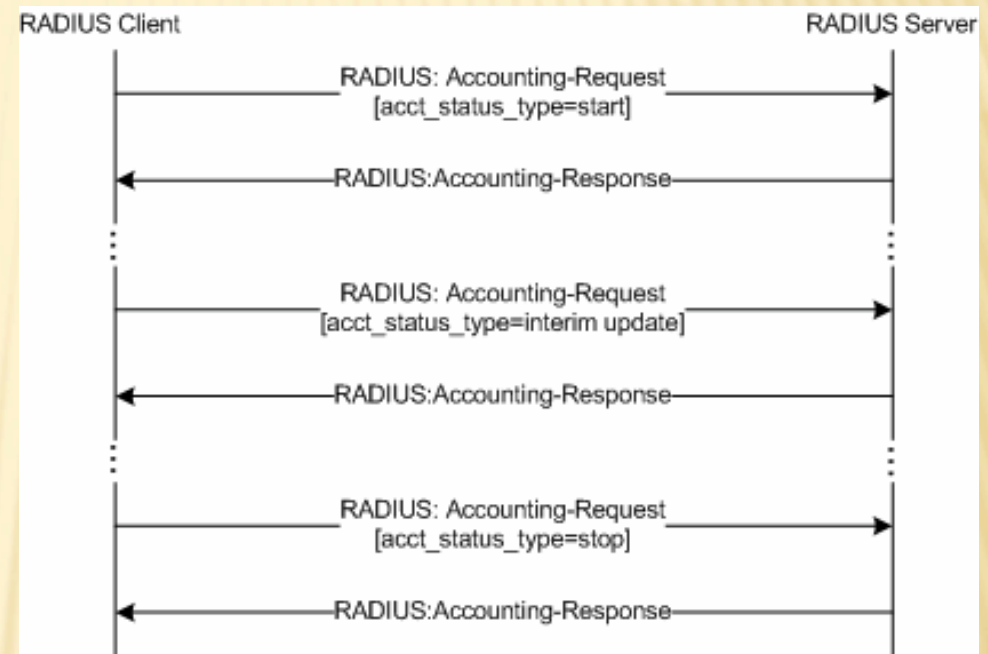 RADIUS Client
RADIUS Server
RADIUS: Accounting-Request
[acct_status_type=start]
RADIUS:Accounting-Response
RADIUS: Accounting-Request
[acct_status_type=interim update]
RADIUS:Accounting-Response
RADIUS: Accounting-Request
[acct_status_type=stop]
RADIUS:Accounting-Response